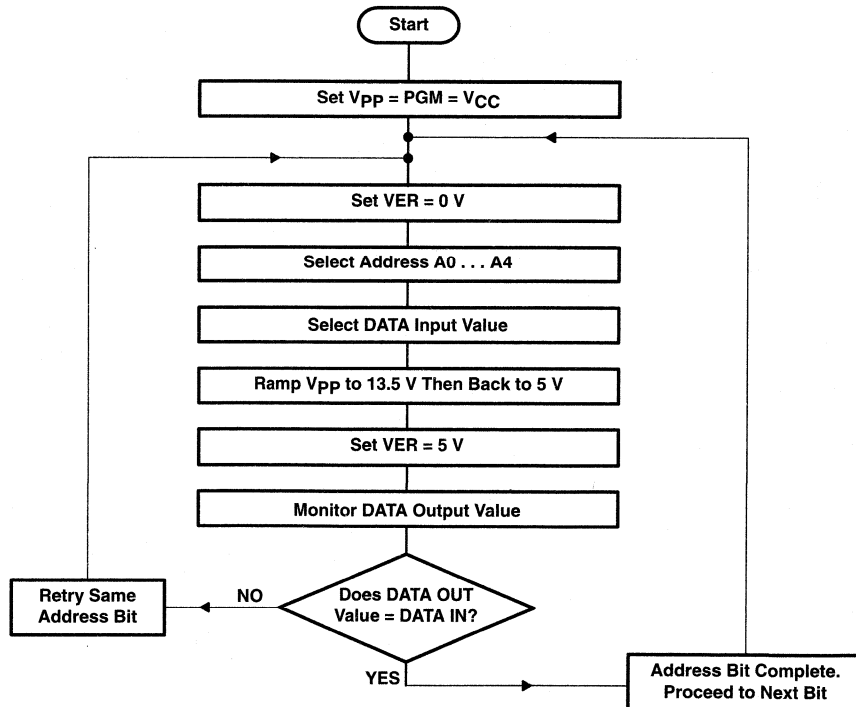 Start
Set VPP = PGM = VCC
Set VER = 0 V
Select Address A0 . . . A4
Select DATA Input Value
Ramp VPP to 13.5 V Then Back to 5 V
Set VER = 5 V
Monitor DATA Output Value
Does DATA OUT
Value = DATA IN?
NO
Retry Same
Address Bit
YES
Address Bit Complete.
Proceed to Next Bit